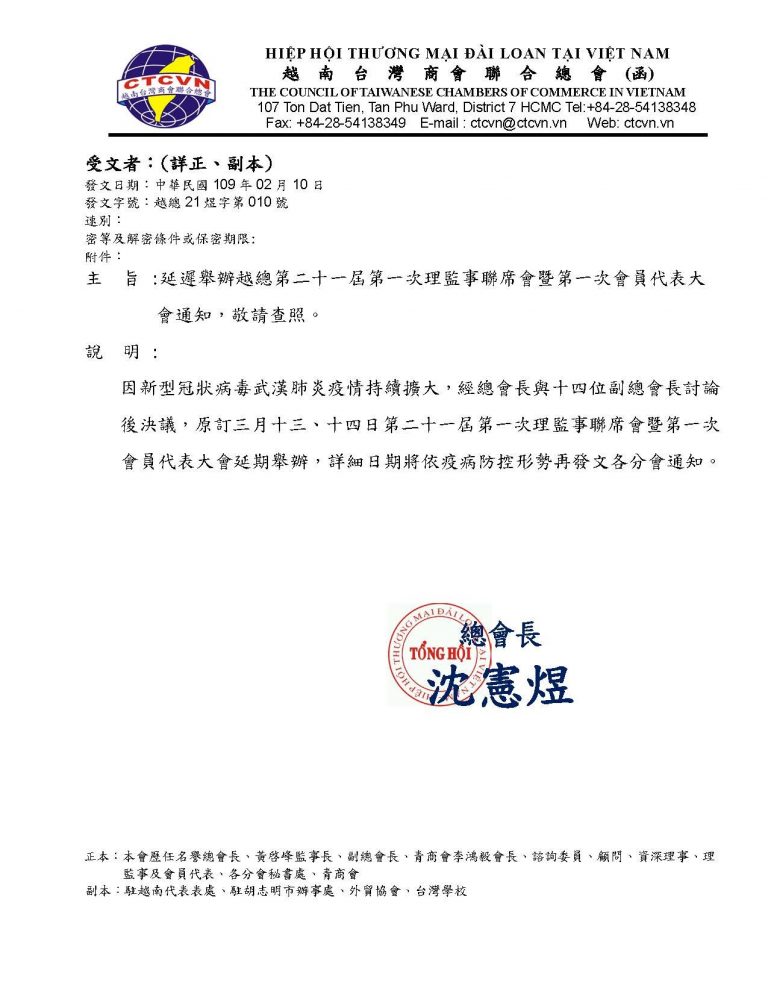 CTCVN
越南台灣商會聯合總會
HIỆP HỘI THƯƠNG MẠI ĐÀI LOAN TẠI VIỆT NAM
越南台灣商會聯合總會 (函)
THE COUNCIL OF TAIWANESE CHAMBERS OF COMMERCE IN VIETNAM
107 Ton Dat Tien, Tan Phu Ward, District 7 HCMC Tel:+84-28-54138348
Fax: +84-28-54138349 E-mail : ctcvn@ctcvn.vn Web: ctcvn.vn
受文者：(詳正、副本)
發文日期：中華民國 109 年 02 月 10 日
發文字號：越總 21 煜字第 010 號
速別：
密等及解密條件或保密期限:
附件：
主 旨 :延遲舉辦越總第二十一屆第一次理監事聯席會暨第一次會員代表大
會通知，敬請查照。
說 明 :
因新型冠狀病毒武漢肺炎疫情持續擴大，經總會長與十四位副總會長討論
後決議，原訂三月十三、十四日第二十一屆第一次理監事聯席會暨第一次
會員代表大會延期舉辦，詳細日期將依疫病防控形勢再發文各分會通知。
HIỆP HỘI THƯƠNG MẠI ĐÀI LOAN TẠI VIỆT NAM
TỔNG HỘI
總會長
沈憲煜
正本：本會歷任名譽總會長、黃啓峰監事長、副總會長、青商會李鴻毅會長、諮詢委員、顧問、資深理事、理
監事及會員代表、各分會秘書處、青商會
副本：駐越南代表表處、駐胡志明市辦事處、外貿協會、台灣學校